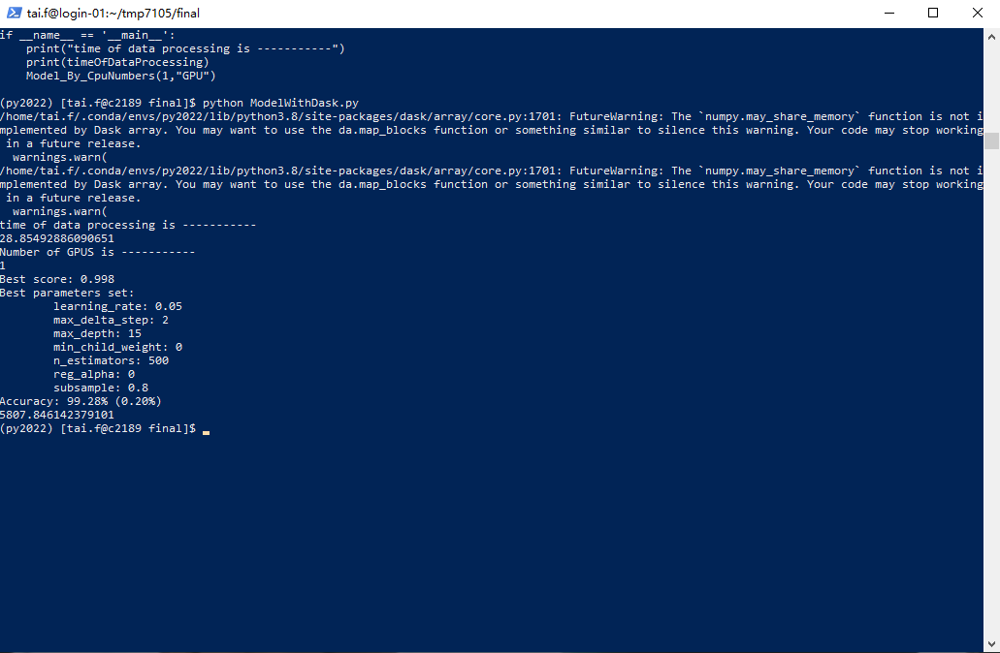 tai.f@login-01:~/tmp7105/final
if __name__ == '__main__':
    print("time of data processing is -----------")
    print(timeOfDataProcessing)
    Model_By_CpuNumbers(1,"GPU")
(py2022) [tai.f@c2189 final]$ python ModelWithDask.py
/home/tai.f/.conda/envs/py2022/lib/python3.8/site-packages/dask/array/core.py:1701: FutureWarning: The `numpy.may_share_memory` function is not i
mplemented by Dask array. You may want to use the da.map_blocks function or something similar to silence this warning. Your code may stop working
 in a future release.
  warnings.warn(
/home/tai.f/.conda/envs/py2022/lib/python3.8/site-packages/dask/array/core.py:1701: FutureWarning: The `numpy.may_share_memory` function is not i
mplemented by Dask array. You may want to use the da.map_blocks function or something similar to silence this warning. Your code may stop working
 in a future release.
  warnings.warn(
time of data processing is -----------
28.85492886090651
Number of GPUS is -----------
1
Best score: 0.998
Best parameters set:
        learning_rate: 0.05
        max_delta_step: 2
        max_depth: 15
        min_child_weight: 0
        n_estimators: 500
        reg_alpha: 0
        subsample: 0.8
Accuracy: 99.28% (0.20%)
5807.846142379101
(py2022) [tai.f@c2189 final]$